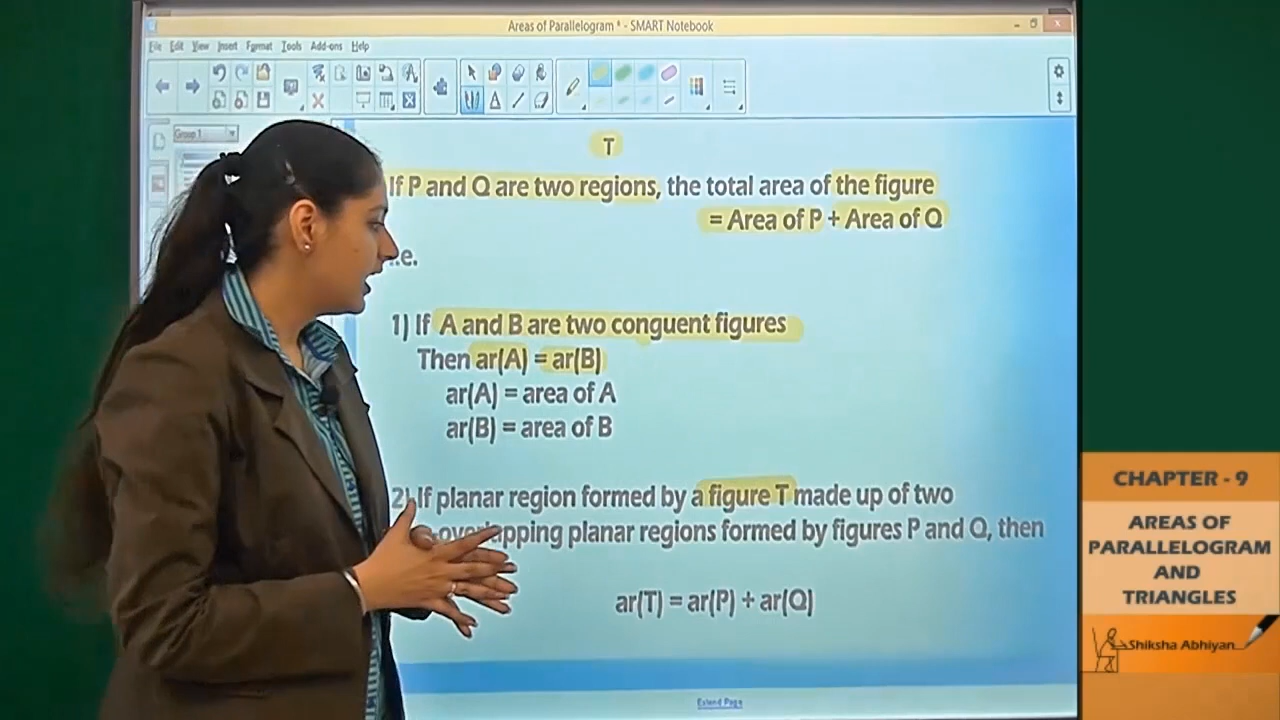 Areas of Parallelogram * - SMART Notebook
File Edit View Insert Format Tools Add-ons Help
Group 1
T
If P and Q are two regions, the total area of the figure
= Area of P + Area of Q
i.e.
1) If A and B are two conguent figures
Then ar(A) = ar(B)
ar(A) = area of A
ar(B) = area of B
2) If planar region formed by a figure T made up of two
overlapping planar regions formed by figures P and Q, then
ar(T) = ar(P) + ar(Q)
Extend Page
CHAPTER - 9
AREAS OF
PARALLELOGRAM
AND
TRIANGLES
Shiksha Abhiyan